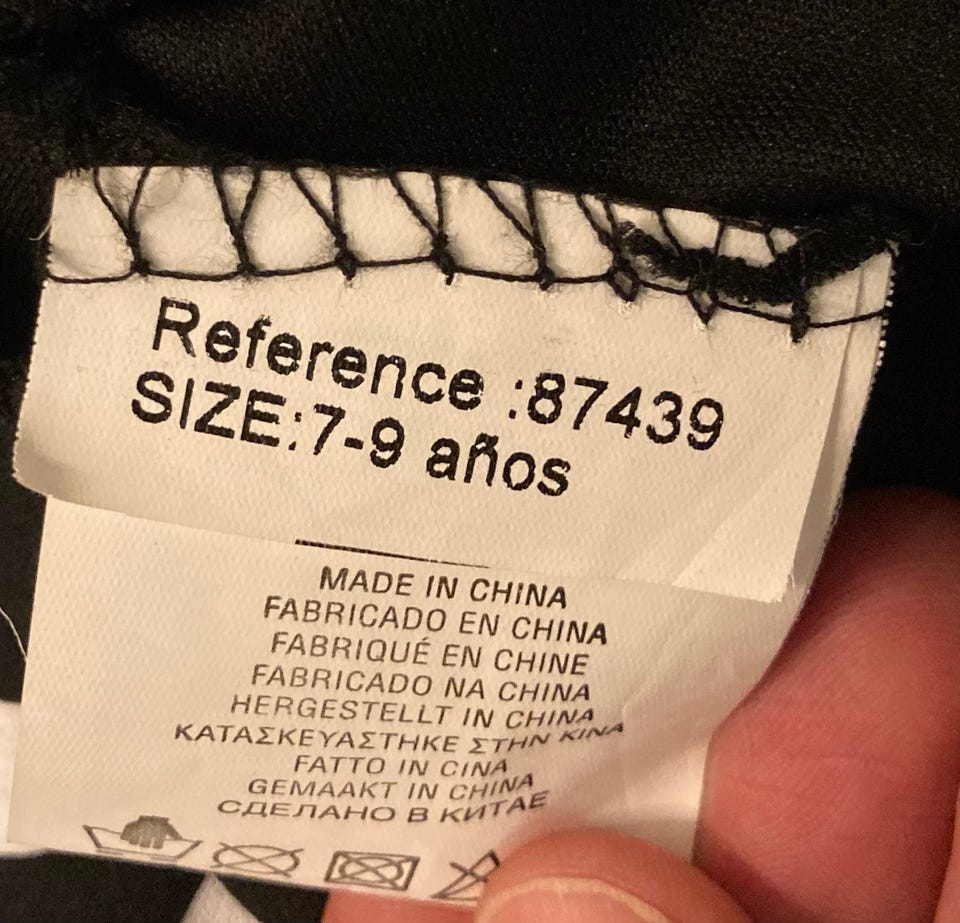 Reference :87439
SIZE:7-9 años
MADE IN CHINA
FABRICADO EN CHINA
FABRIQUÉ EN CHINE
FABRICADO NA CHINA
HERGESTELLT IN CHINA
ΚΑΤΑΣΚΕΥΑΣΤΗΚΕ ΣΤΗΝ ΚΙΝΑ
FATTO IN CINA
GEMAAKT IN CHINA
СДЕЛАНО В КИТАЕ